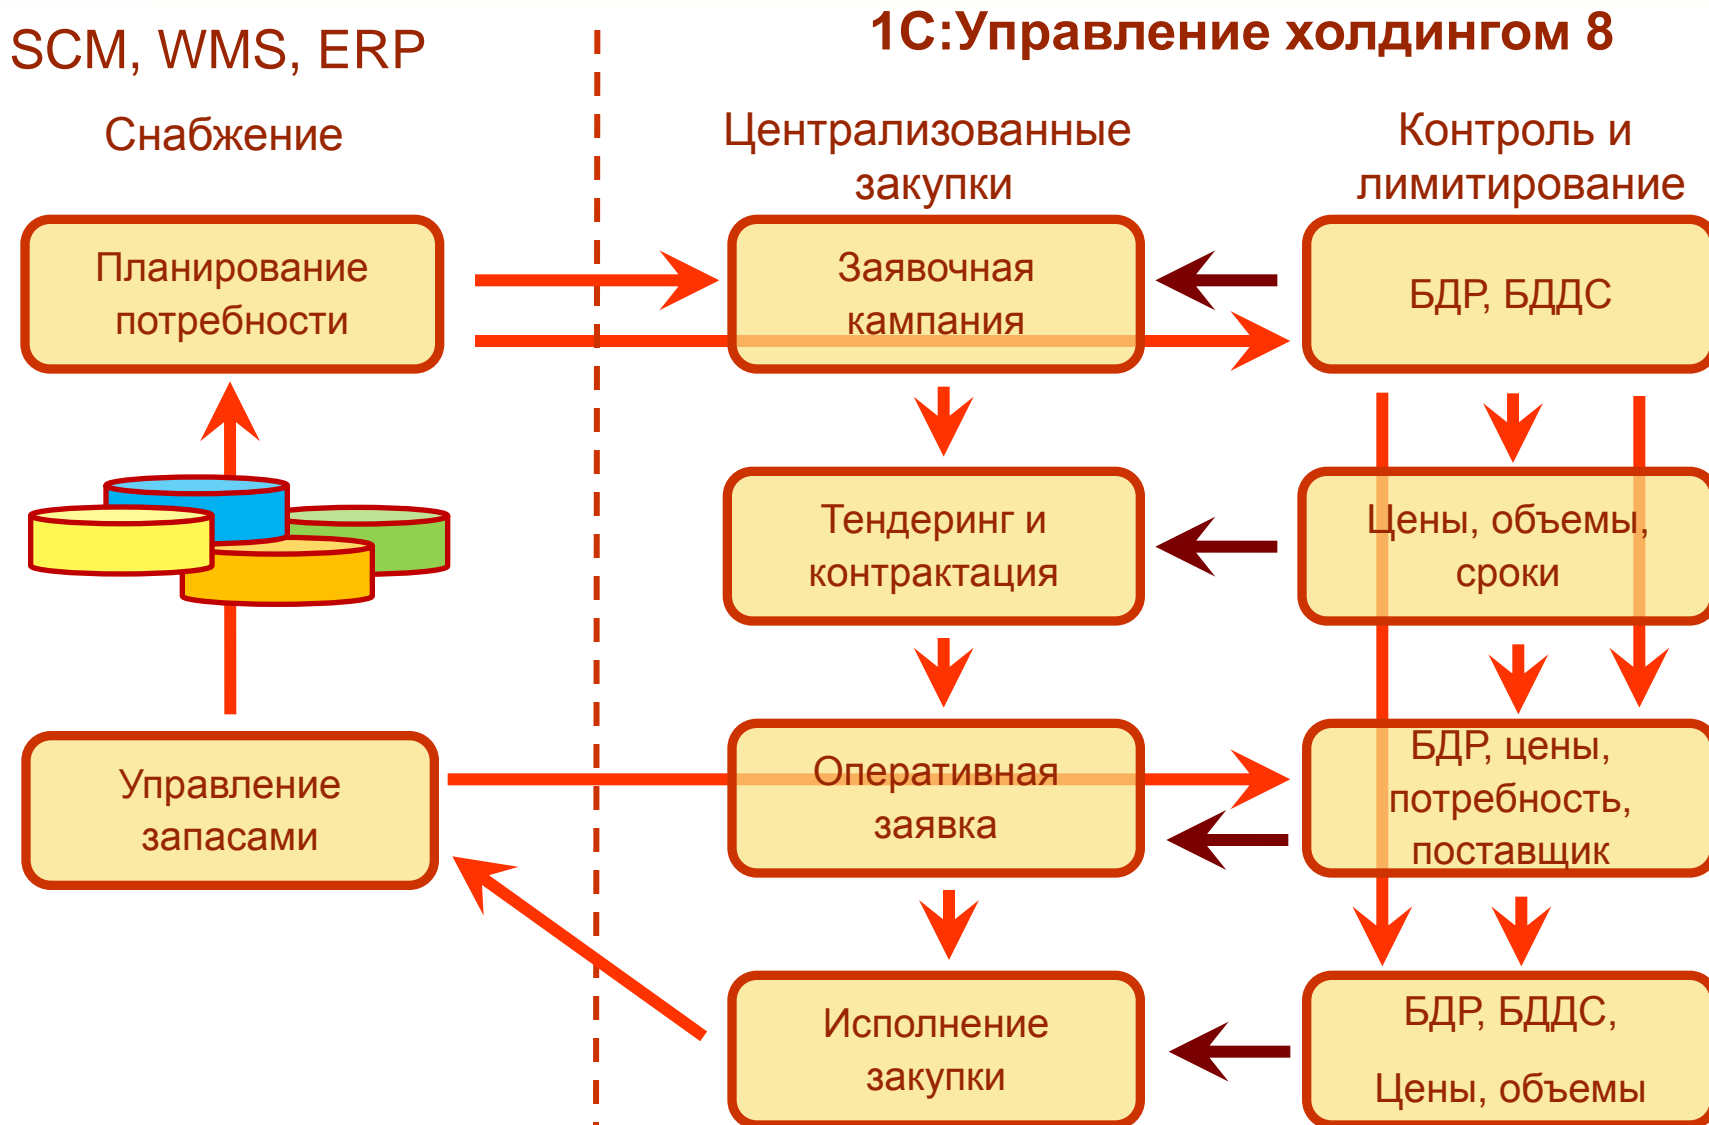 SCM, WMS, ERP
1С:Управление холдингом 8
Снабжение
Централизованные
закупки
Контроль и
лимитирование
Планирование
потребности
Заявочная
кампания
БДР, БДДС
Тендеринг и
контрактация
Цены, объемы,
сроки
Управление
запасами
Оперативная
заявка
БДР, цены,
потребность,
поставщик
Исполнение
закупки
БДР, БДДС,
Цены, объемы